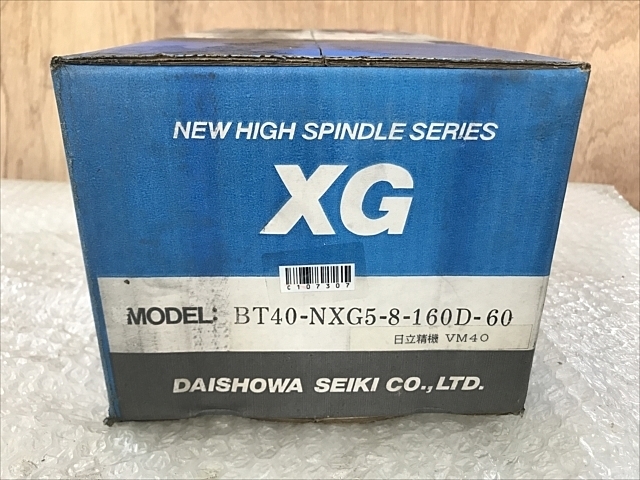 NEW HIGH SPINDLE SERIES
XG
C107307
MODEL: BT40-NXG5-8-160D-60
日立精機 VM40
DAISHOWA SEIKI CO.,LTD.